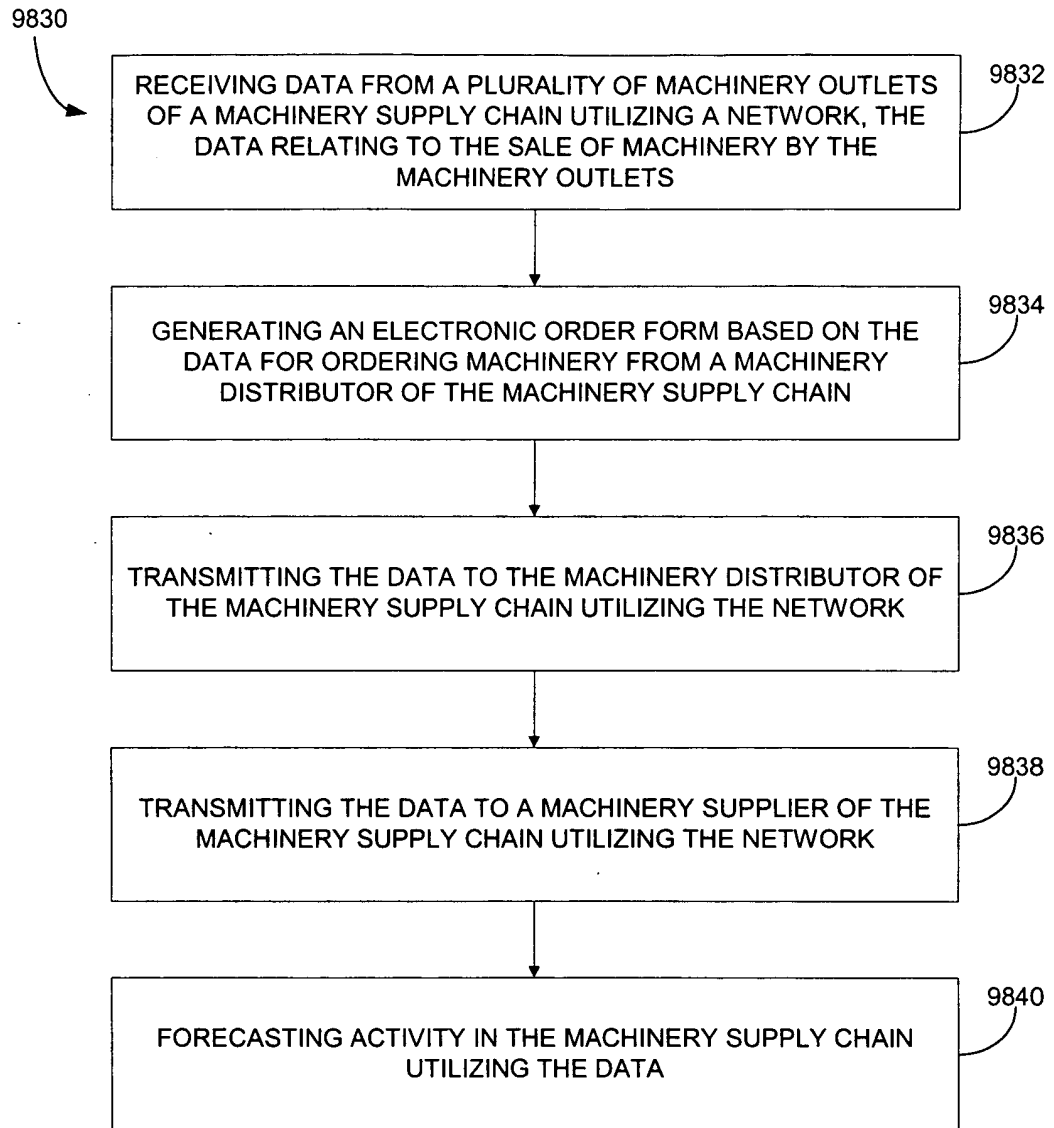 9830
RECEIVING DATA FROM A PLURALITY OF MACHINERY OUTLETS
OF A MACHINERY SUPPLY CHAIN UTILIZING A NETWORK, THE
DATA RELATING TO THE SALE OF MACHINERY BY THE
MACHINERY OUTLETS
9832
GENERATING AN ELECTRONIC ORDER FORM BASED ON THE
DATA FOR ORDERING MACHINERY FROM A MACHINERY
DISTRIBUTOR OF THE MACHINERY SUPPLY CHAIN
9834
TRANSMITTING THE DATA TO THE MACHINERY DISTRIBUTOR OF
THE MACHINERY SUPPLY CHAIN UTILIZING THE NETWORK
9836
TRANSMITTING THE DATA TO A MACHINERY SUPPLIER OF THE
MACHINERY SUPPLY CHAIN UTILIZING THE NETWORK
9838
FORECASTING ACTIVITY IN THE MACHINERY SUPPLY CHAIN
UTILIZING THE DATA
9840